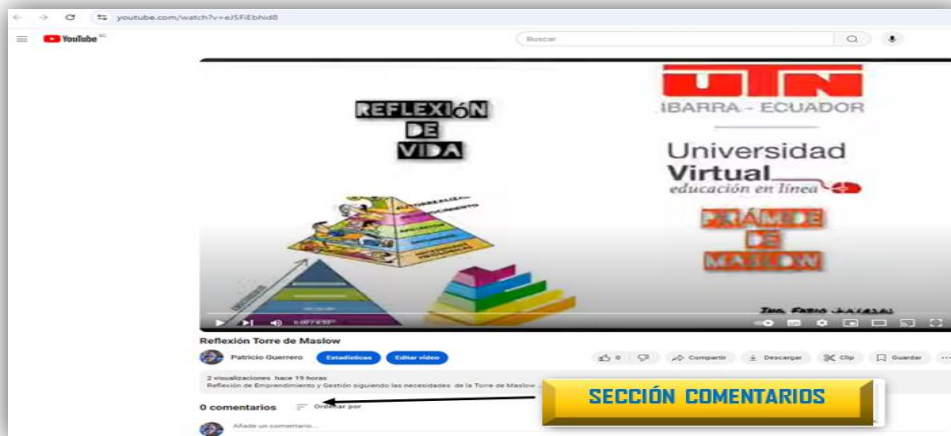 youtube.com/watch?v=eJ5FiEbhid8
YouTube
Buscar
REFLEXIóN
DE
VIDA
UTN
IBARRA - ECUADOR
Universidad
Virtual
educación en línea
PIRÁMIDE
DE
MASLOW
Reflexión Torre de Maslow
Patricio Guerrero
Estadísticas
Editar vídeo
0
Compartir
Descargar
Clip
Guardar
2 visualizaciones hace 19 horas
Reflexión de Emprendimiento y Gestión siguiendo las necesidades de la Torre de Maslow ...
SECCIÓN COMENTARIOS
0 comentarios
Ordenar por
Añade un comentario...